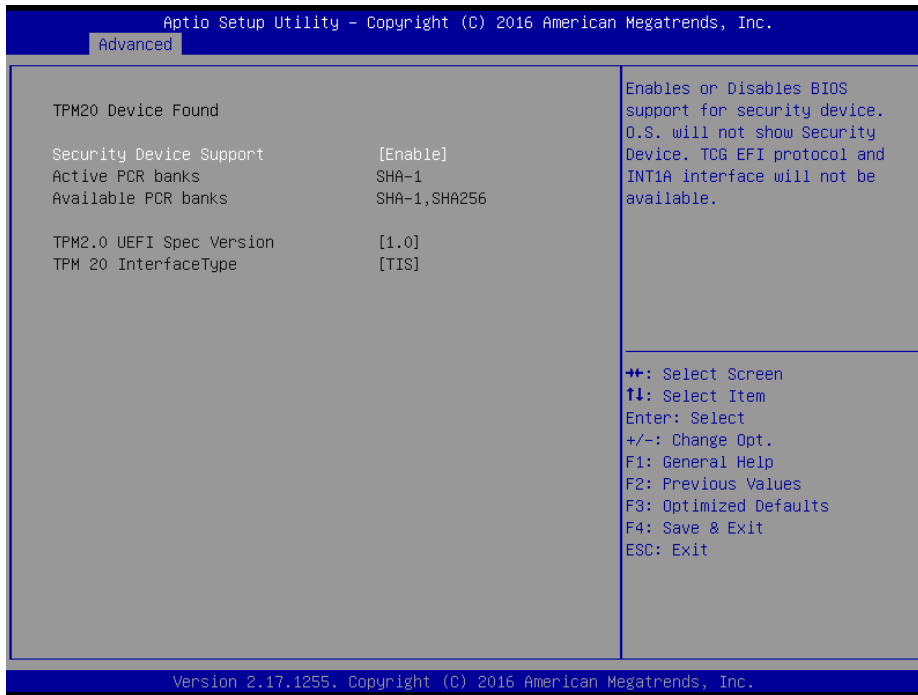 Aptio Setup Utility – Copyright (C) 2016 American Megatrends, Inc.
Advanced
TPM20 Device Found
Security Device Support [Enable]
Active PCR banks SHA-1
Available PCR banks SHA-1,SHA256
TPM2.0 UEFI Spec Version [1.0]
TPM 20 InterfaceType [TIS]
Enables or Disables BIOS
support for security device.
O.S. will not show Security
Device. TCG EFI protocol and
INT1A interface will not be
available.
→←: Select Screen
↑↓: Select Item
Enter: Select
+/-: Change Opt.
F1: General Help
F2: Previous Values
F3: Optimized Defaults
F4: Save & Exit
ESC: Exit
Version 2.17.1255. Copyright (C) 2016 American Megatrends, Inc.